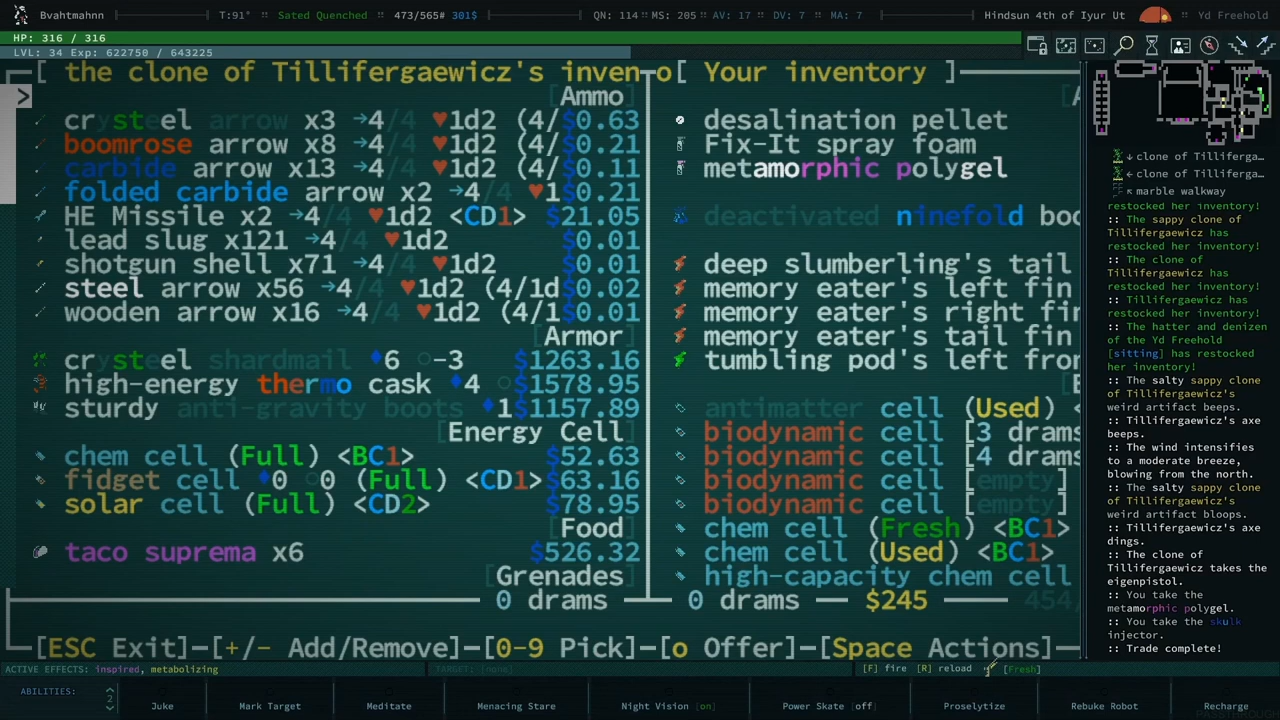 Bvahtmahnn T:91° :: Sated Quenched :: 473/565# 301$ QN: 114 :: MS: 205 :: AV: 17 :: DV: 7 :: MA: 7 Hindsun 4th of Iyur Ut :: Yd Freehold
HP: 316 / 316
LVL: 34 Exp: 622750 / 643225
[ the clone of Tillifergaewicz's inven
[Ammo]
crysteel arrow x3 →4/4 ♥1d2 (4/ $0.63
boomrose arrow x8 →4/4 ♥1d2 (4/ $0.21
carbide arrow x13 →4/4 ♥1d2 (4/ $0.11
folded carbide arrow x2 →4/4 ♥1 $0.21
HE Missile x2 →4/4 ♥1d2 <CD1> $21.05
lead slug x121 →4/4 ♥1d2 $0.01
shotgun shell x71 →4/4 ♥1d2 $0.01
steel arrow x56 →4/4 ♥1d2 (4/1d $0.02
wooden arrow x16 →4/4 ♥1d2 (4/1 $0.01
[Armor]
crysteel shardmail ♦6 ○-3 $1263.16
high-energy thermo cask ♦4 ○ $1578.95
sturdy anti-gravity boots ♦1 $1157.89
[Energy Cell]
chem cell (Full) <BC1> $52.63
fidget cell ♦0 ○0 (Full) <CD1> $63.16
solar cell (Full) <CD2> $78.95
[Food]
taco suprema x6 $526.32
[Grenades]
0 drams
o[ Your inventory ]
desalination pellet
Fix-It spray foam
metamorphic polygel
deactivated ninefold boo
deep slumberling's tail
memory eater's left fin
memory eater's right fi
memory eater's tail fin
tumbling pod's left fro
antimatter cell (Used) <
biodynamic cell [3 drams
biodynamic cell [4 drams
biodynamic cell [empty]
biodynamic cell [empty]
chem cell (Fresh) <BC1>
chem cell (Used) <BC1>
high-capacity chem cell
0 drams — $245 454/
[ESC Exit]—[+/- Add/Remove]—[0-9 Pick]—[o Offer]—[Space Actions]
↓ clone of Tilliferga…
← clone of Tilliferga…
↖ marble walkway
restocked her inventory!
:: The sappy clone of
Tillifergaewicz has
restocked her inventory!
:: The clone of
Tillifergaewicz has
restocked her inventory!
:: Tillifergaewicz has
restocked her inventory!
:: The hatter and denizen
of the Yd Freehold
[sitting] has restocked
her inventory!
:: The salty sappy clone
of Tillifergaewicz's
weird artifact beeps.
:: Tillifergaewicz's axe
beeps.
:: The wind intensifies
to a moderate breeze,
blowing from the north.
:: The salty sappy clone
of Tillifergaewicz's
weird artifact bloops.
:: Tillifergaewicz's axe
dings.
:: The clone of
Tillifergaewicz takes the
eigenpistol.
:: You take the
metamorphic polygel.
:: You take the skulk
injector.
:: Trade complete!
ACTIVE EFFECTS: inspired, metabolizing
TARGET: [none]
[F] fire [R] reload [Fresh]
ABILITIES: 2 Juke Mark Target Meditate Menacing Stare Night Vision [on] Power Skate [off] Proselytize Rebuke Robot Recharge